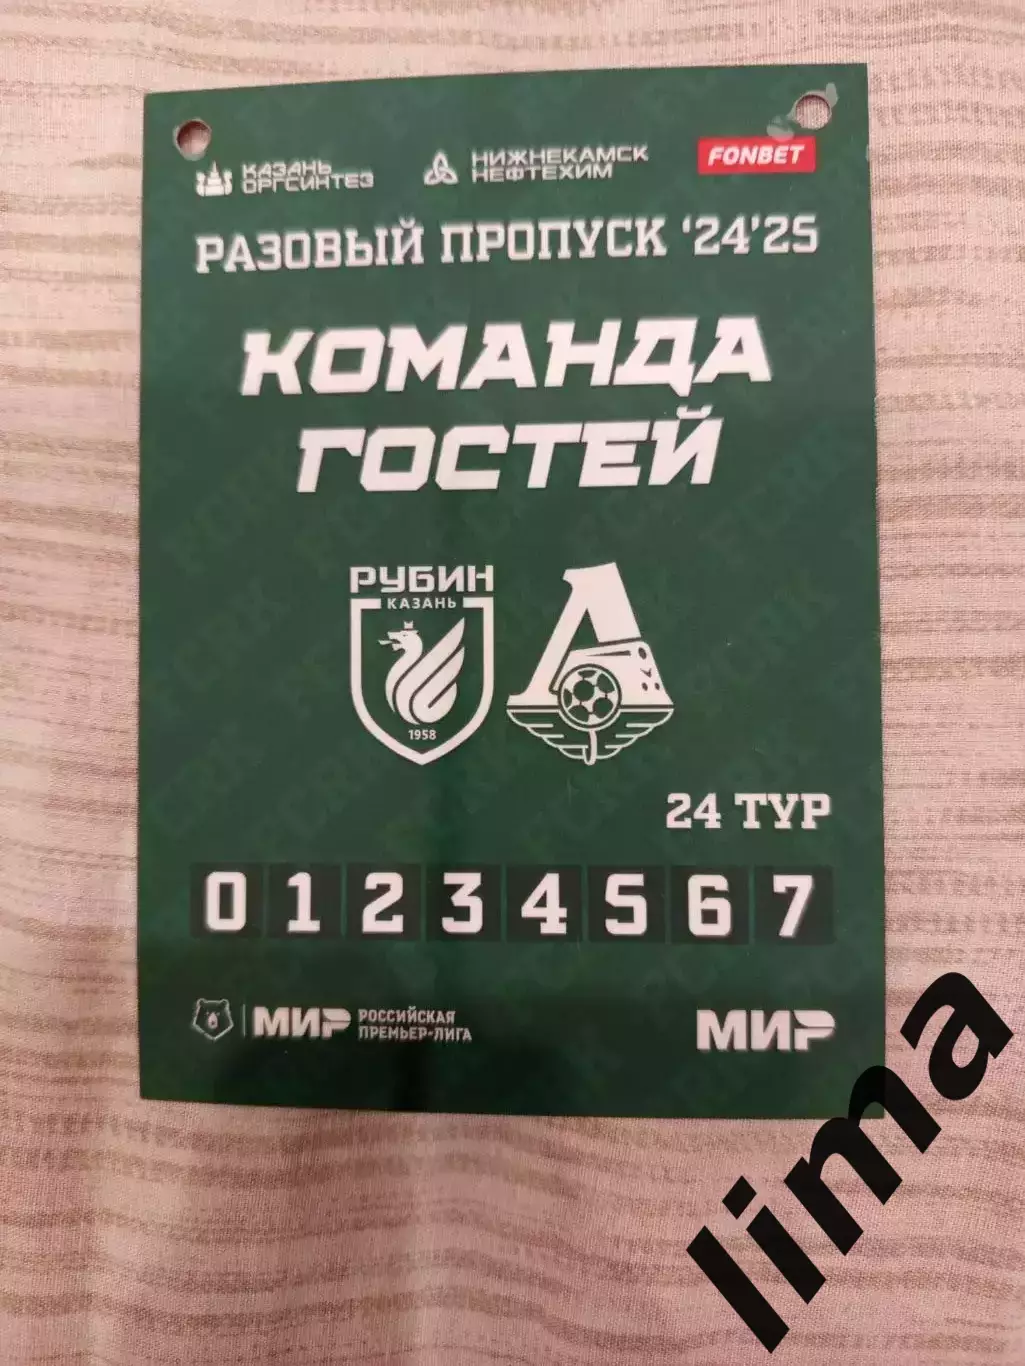 КАЗАНЬ
ОРГСИНТЕЗ
НИЖНЕКАМСК
НЕФТЕХИМ
FONBET
РАЗОВЫЙ ПРОПУСК '24'25
КОМАНДА
ГОСТЕЙ
РУБИН
КАЗАНЬ
1958
24 ТУР
0 1 2 3 4 5 6 7
МИР РОССИЙСКАЯ
ПРЕМЬЕР-ЛИГА
МИР
lima